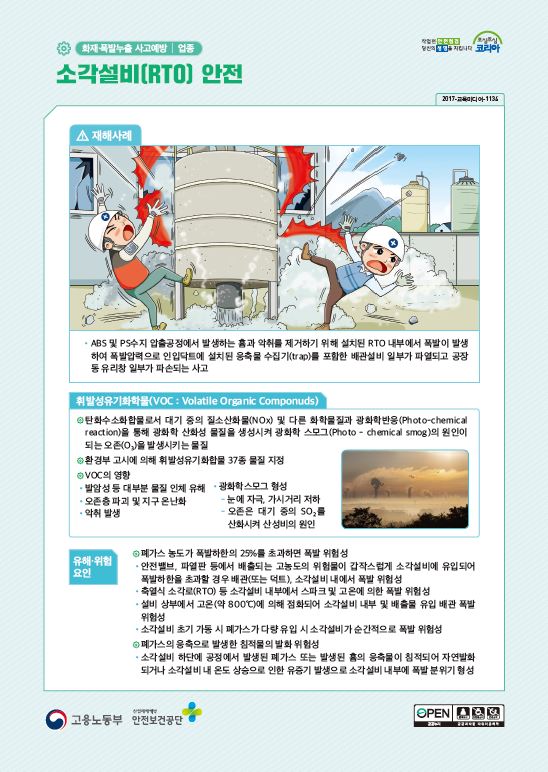 화재·폭발누출 사고예방 | 업종
작업전 안전점검
당신의 생명을 지킵니다
조심조심
코리아
소각설비(RTO) 안전
2017-교육미디어-1134
재해사례
· ABS 및 PS수지 압출공정에서 발생하는 흄과 악취를 제거하기 위해 설치된 RTO 내부에서 폭발이 발생
하여 폭발압력으로 인입닥트에 설치된 응축물 수집기(trap)를 포함한 배관설비 일부가 파열되고 공장
동 유리창 일부가 파손되는 사고
휘발성유기화학물(VOC : Volatile Organic Componuds)
탄화수소화합물로서 대기 중의 질소산화물(NOx) 및 다른 화학물질과 광화학반응(Photo-chemical
reaction)을 통해 광화학 산화성 물질을 생성시켜 광화학 스모그(Photo - chemical smog)의 원인이
되는 오존(O₃)을 발생시키는 물질
환경부 고시에 의해 휘발성유기화합물 37종 물질 지정
VOC의 영향
· 발암성 등 대부분 물질 인체 유해
· 오존층 파괴 및 지구 온난화
· 악취 발생
· 광화학스모그 형성
- 눈에 자극, 가시거리 저하
- 오존은 대기 중의 SO₂를
산화시켜 산성비의 원인
유해·위험
요인
폐가스 농도가 폭발하한의 25%를 초과하면 폭발 위험성
· 안전밸브, 파열판 등에서 배출되는 고농도의 위험물이 갑작스럽게 소각설비에 유입되어
폭발하한을 초과할 경우 배관(또는 덕트), 소각설비 내에서 폭발 위험성
· 축열식 소각로(RTO) 등 소각설비 내부에서 스파크 및 고온에 의한 폭발 위험성
· 설비 상부에서 고온(약 800℃)에 의해 점화되어 소각설비 내부 및 배출물 유입 배관 폭발
위험성
· 소각설비 초기 가동 시 폐가스가 다량 유입 시 소각설비가 순간적으로 폭발 위험성
폐가스의 응축으로 발생한 침적물의 발화 위험성
· 소각설비 하단에 공정에서 발생된 폐가스 또는 발생된 흄의 응축물이 침적되어 자연발화
되거나 소각설비 내 온도 상승으로 인한 유증기 발생으로 소각설비 내부에 폭발 분위기 형성
고용노동부
산업재해예방
안전보건공단
OPEN
공공누리